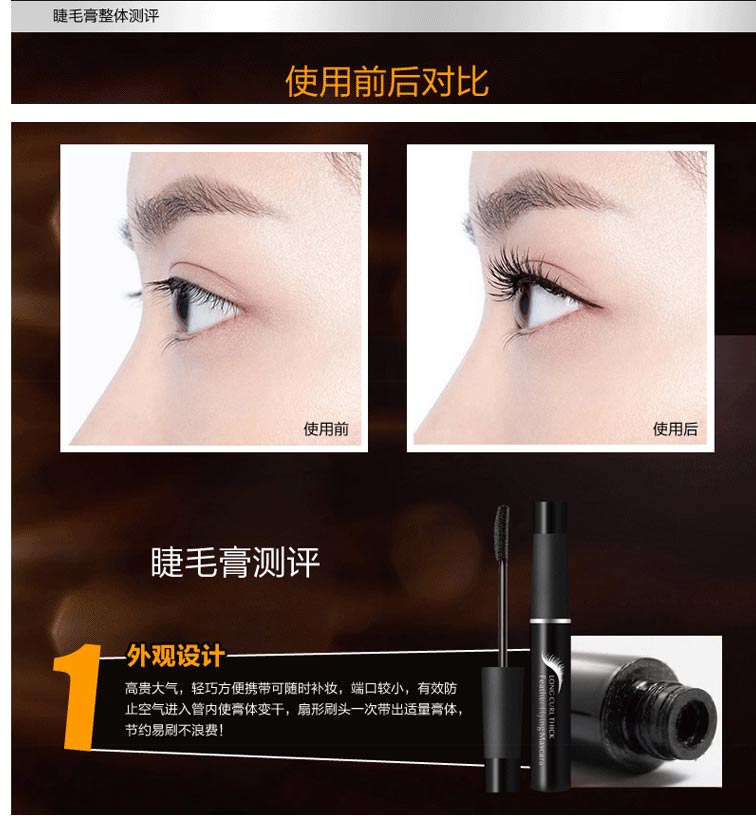 睫毛膏整体测评
使用前后对比
使用前
使用后
睫毛膏测评
1 外观设计
高贵大气，轻巧方便携带可随时补妆，端口较小，有效防
止空气进入管内使膏体变干，扇形刷头一次带出适量膏体，
节约易刷不浪费！
LONG CURL THICK
Feather Flying Mascara